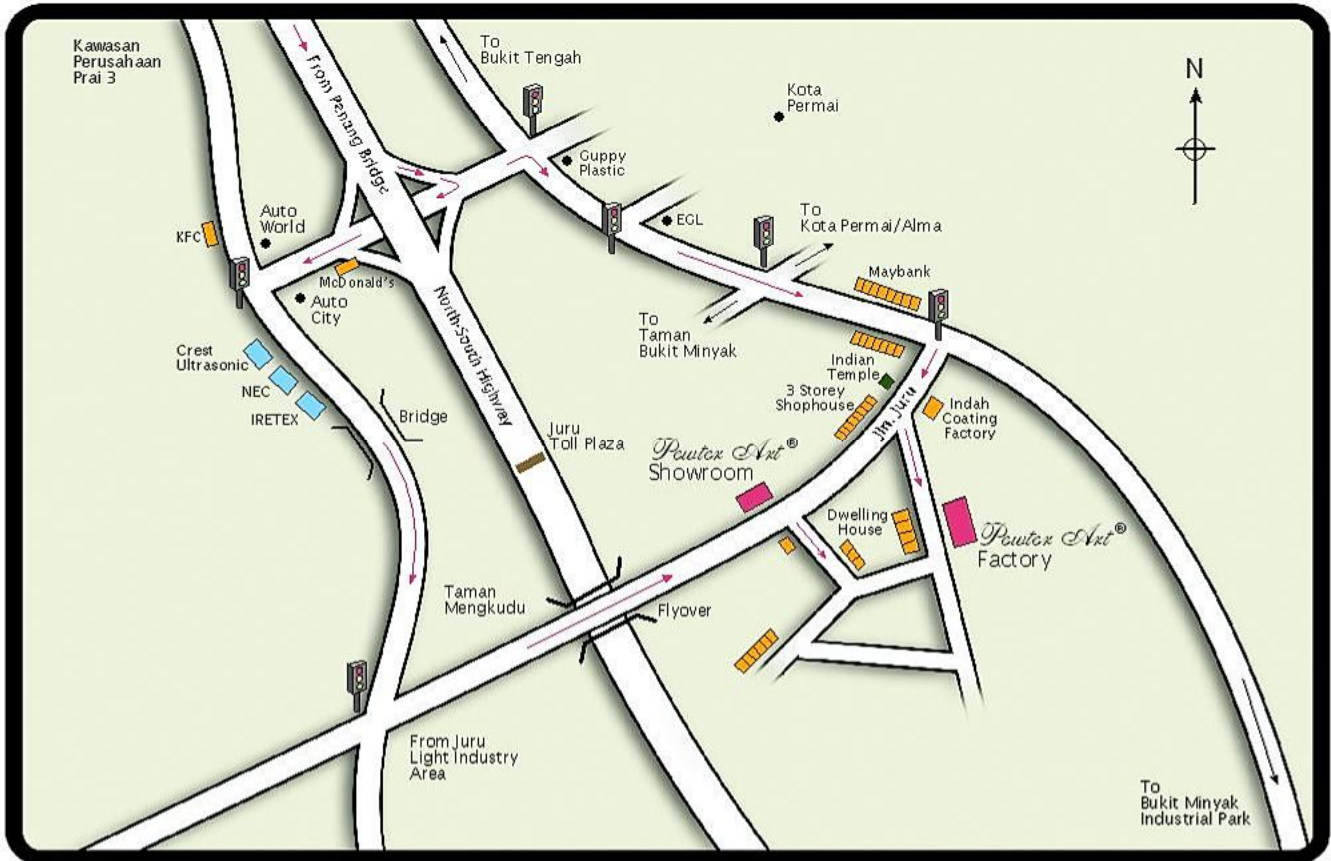 Kawasan
Perusahaan
Prai 3
From Penang Bridge
To
Bukit Tengah
Kota
Permai
N
Guppy
Plastic
EGL
To
Kota Permai/Alma
KFC
Auto
World
McDonald's
Auto
City
Maybank
To
Taman
Bukit Minyak
North-South Highway
Crest
Ultrasonic
NEC
IRETEX
Bridge
Indian
Temple
3 Storey
Shophouse
Jln. Juru
Indah
Coating
Factory
Juru
Toll Plaza
Pewter Art®
Showroom
Dwelling
House
Pewter Art®
Factory
Taman
Mengkudu
Flyover
From Juru
Light Industry
Area
To
Bukit Minyak
Industrial Park